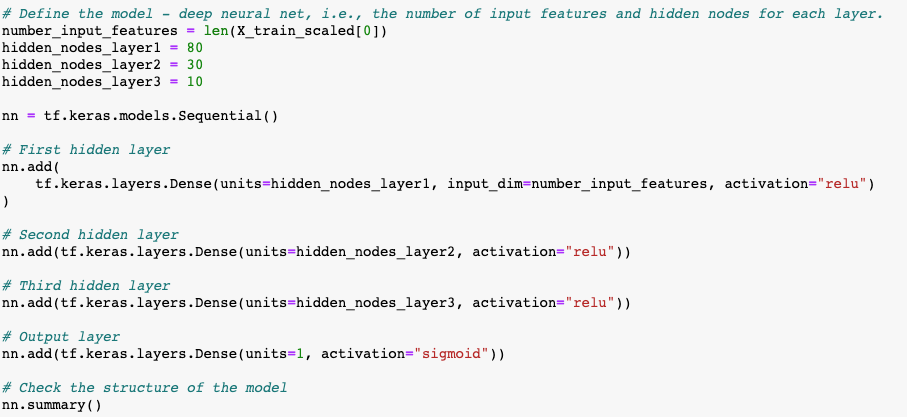 # Define the model - deep neural net, i.e., the number of input features and hidden nodes for each layer.
number_input_features = len(X_train_scaled[0])
hidden_nodes_layer1 = 80
hidden_nodes_layer2 = 30
hidden_nodes_layer3 = 10

nn = tf.keras.models.Sequential()

# First hidden layer
nn.add(
    tf.keras.layers.Dense(units=hidden_nodes_layer1, input_dim=number_input_features, activation="relu")
)

# Second hidden layer
nn.add(tf.keras.layers.Dense(units=hidden_nodes_layer2, activation="relu"))

# Third hidden layer
nn.add(tf.keras.layers.Dense(units=hidden_nodes_layer3, activation="relu"))

# Output layer
nn.add(tf.keras.layers.Dense(units=1, activation="sigmoid"))

# Check the structure of the model
nn.summary()